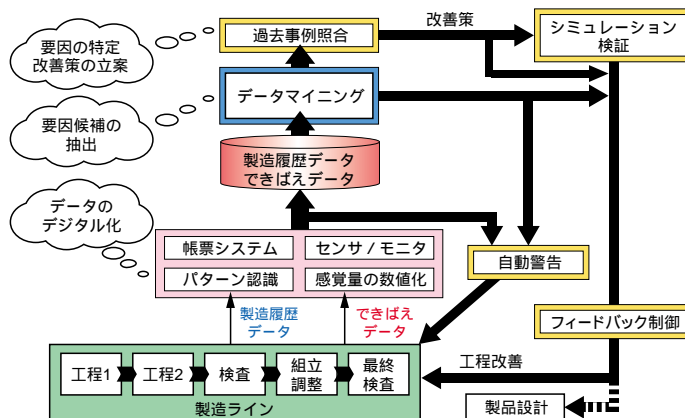 要因の特定
改善策の立案
過去事例照合
改善策
シミュレーション
検証
データマイニング
要因候補の
抽出
製造履歴データ
できばえデータ
データの
デジタル化
帳票システム
センサ / モニタ
パターン認識
感覚量の数値化
自動警告
製造履歴
データ
できばえ
データ
フィードバック制御
工程1
工程2
検査
組立
調整
最終
検査
製造ライン
工程改善
製品設計